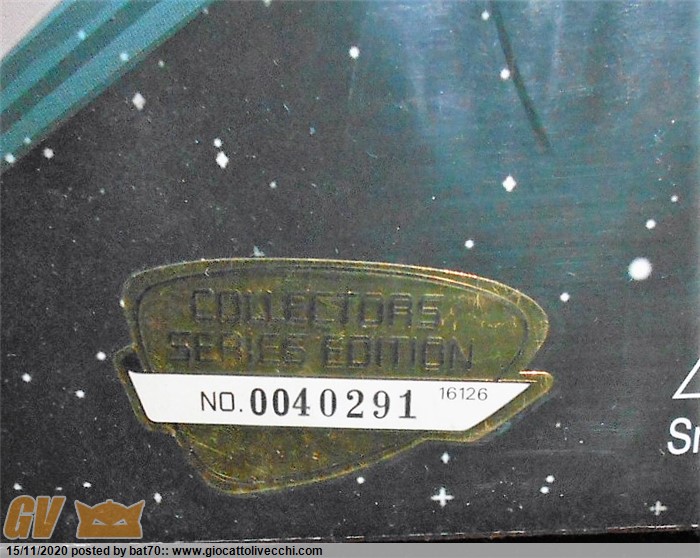 COLLECTORS
SERIES EDITION
NO. 0040291 16126
GV
15/11/2020 posted by bat70:: www.giocattolivecchi.com